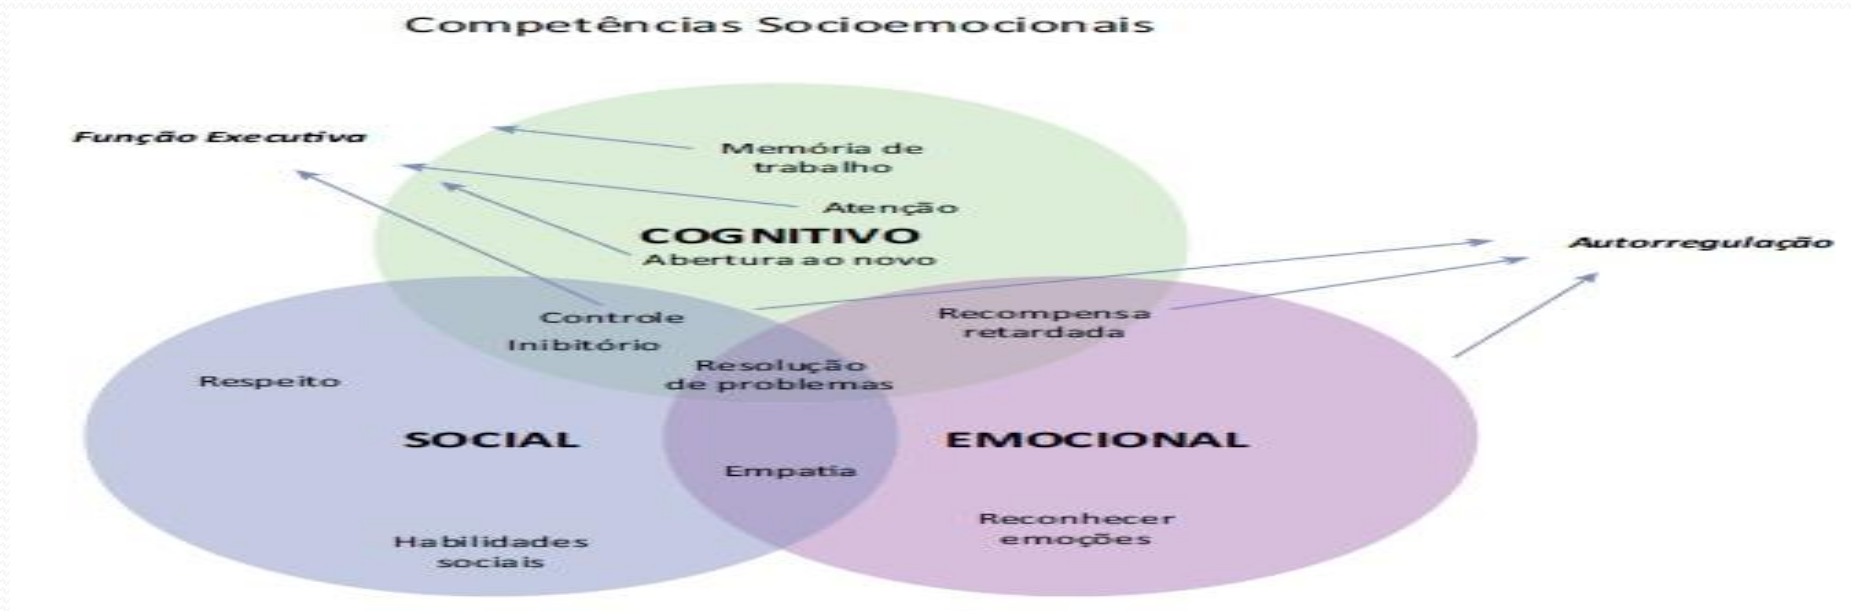 Competências Socioemocionais
Função Executiva
Memória de
trabalho
Atenção
COGNITIVO
Abertura ao novo
Autorregulação
Controle
Inibitório
Recompensa
retardada
Resolução
de problemas
Respeito
SOCIAL
EMOCIONAL
Empatia
Habilidades
sociais
Reconhecer
emoções